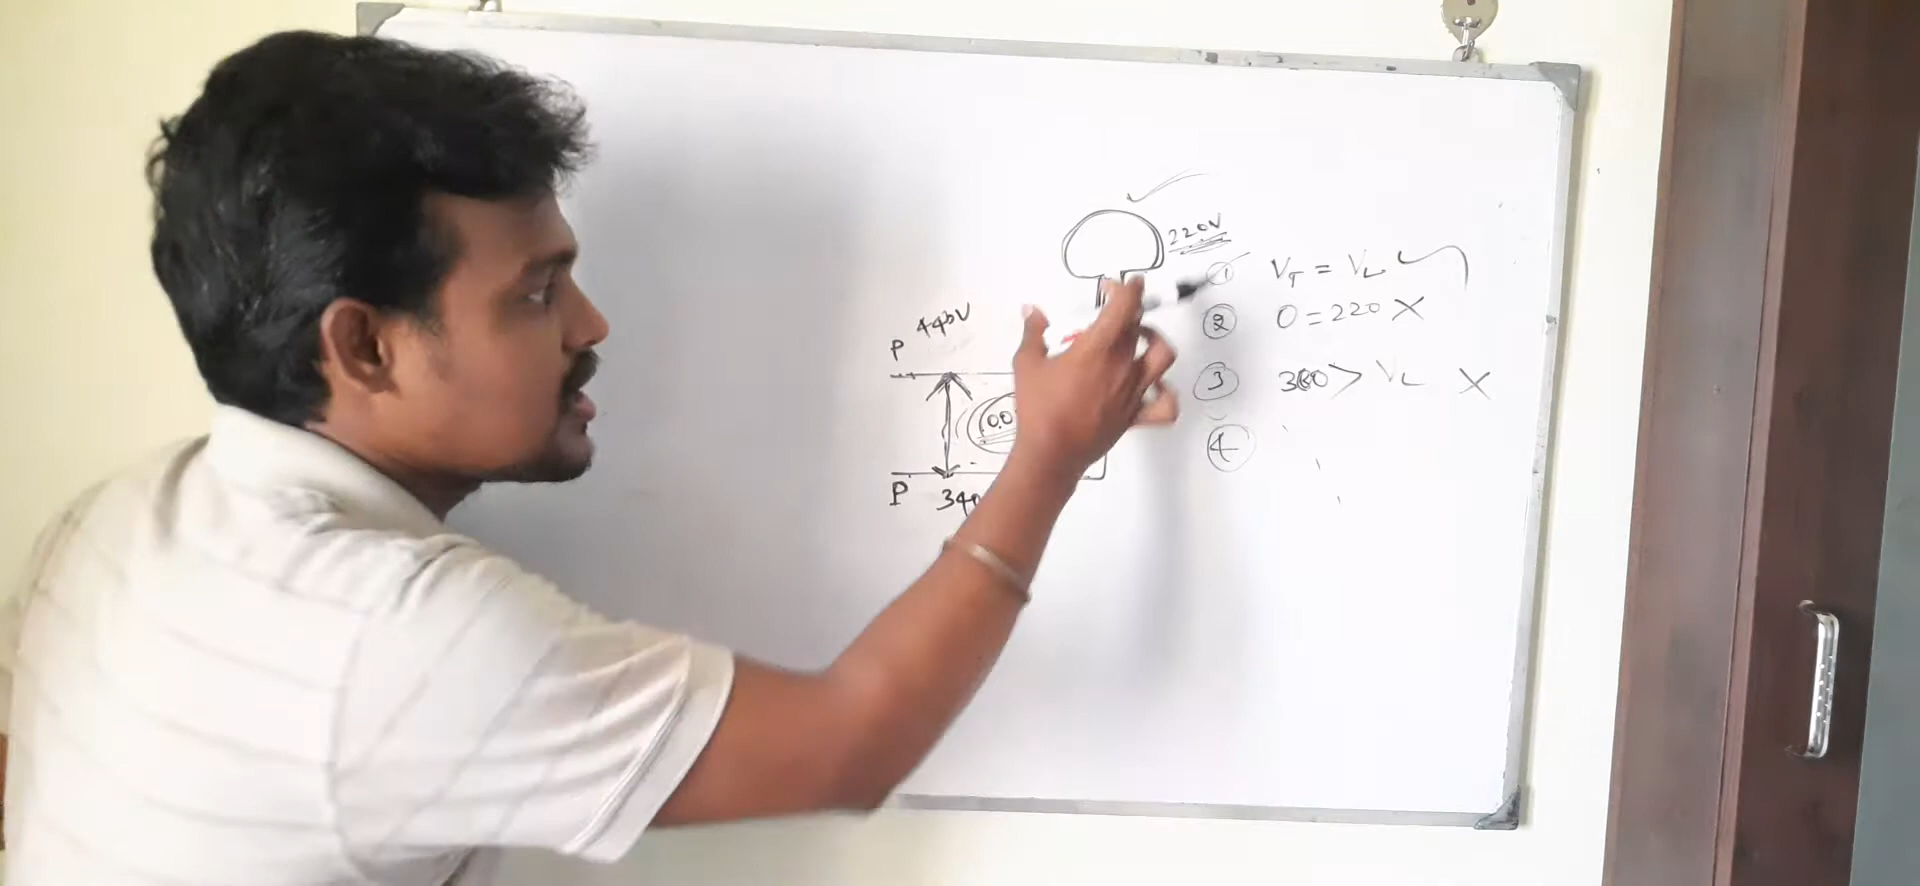 220V
① V_T = V_L ✓
② 0 = 220 X
③ 380 > V_L X
④
P 440V
P 340